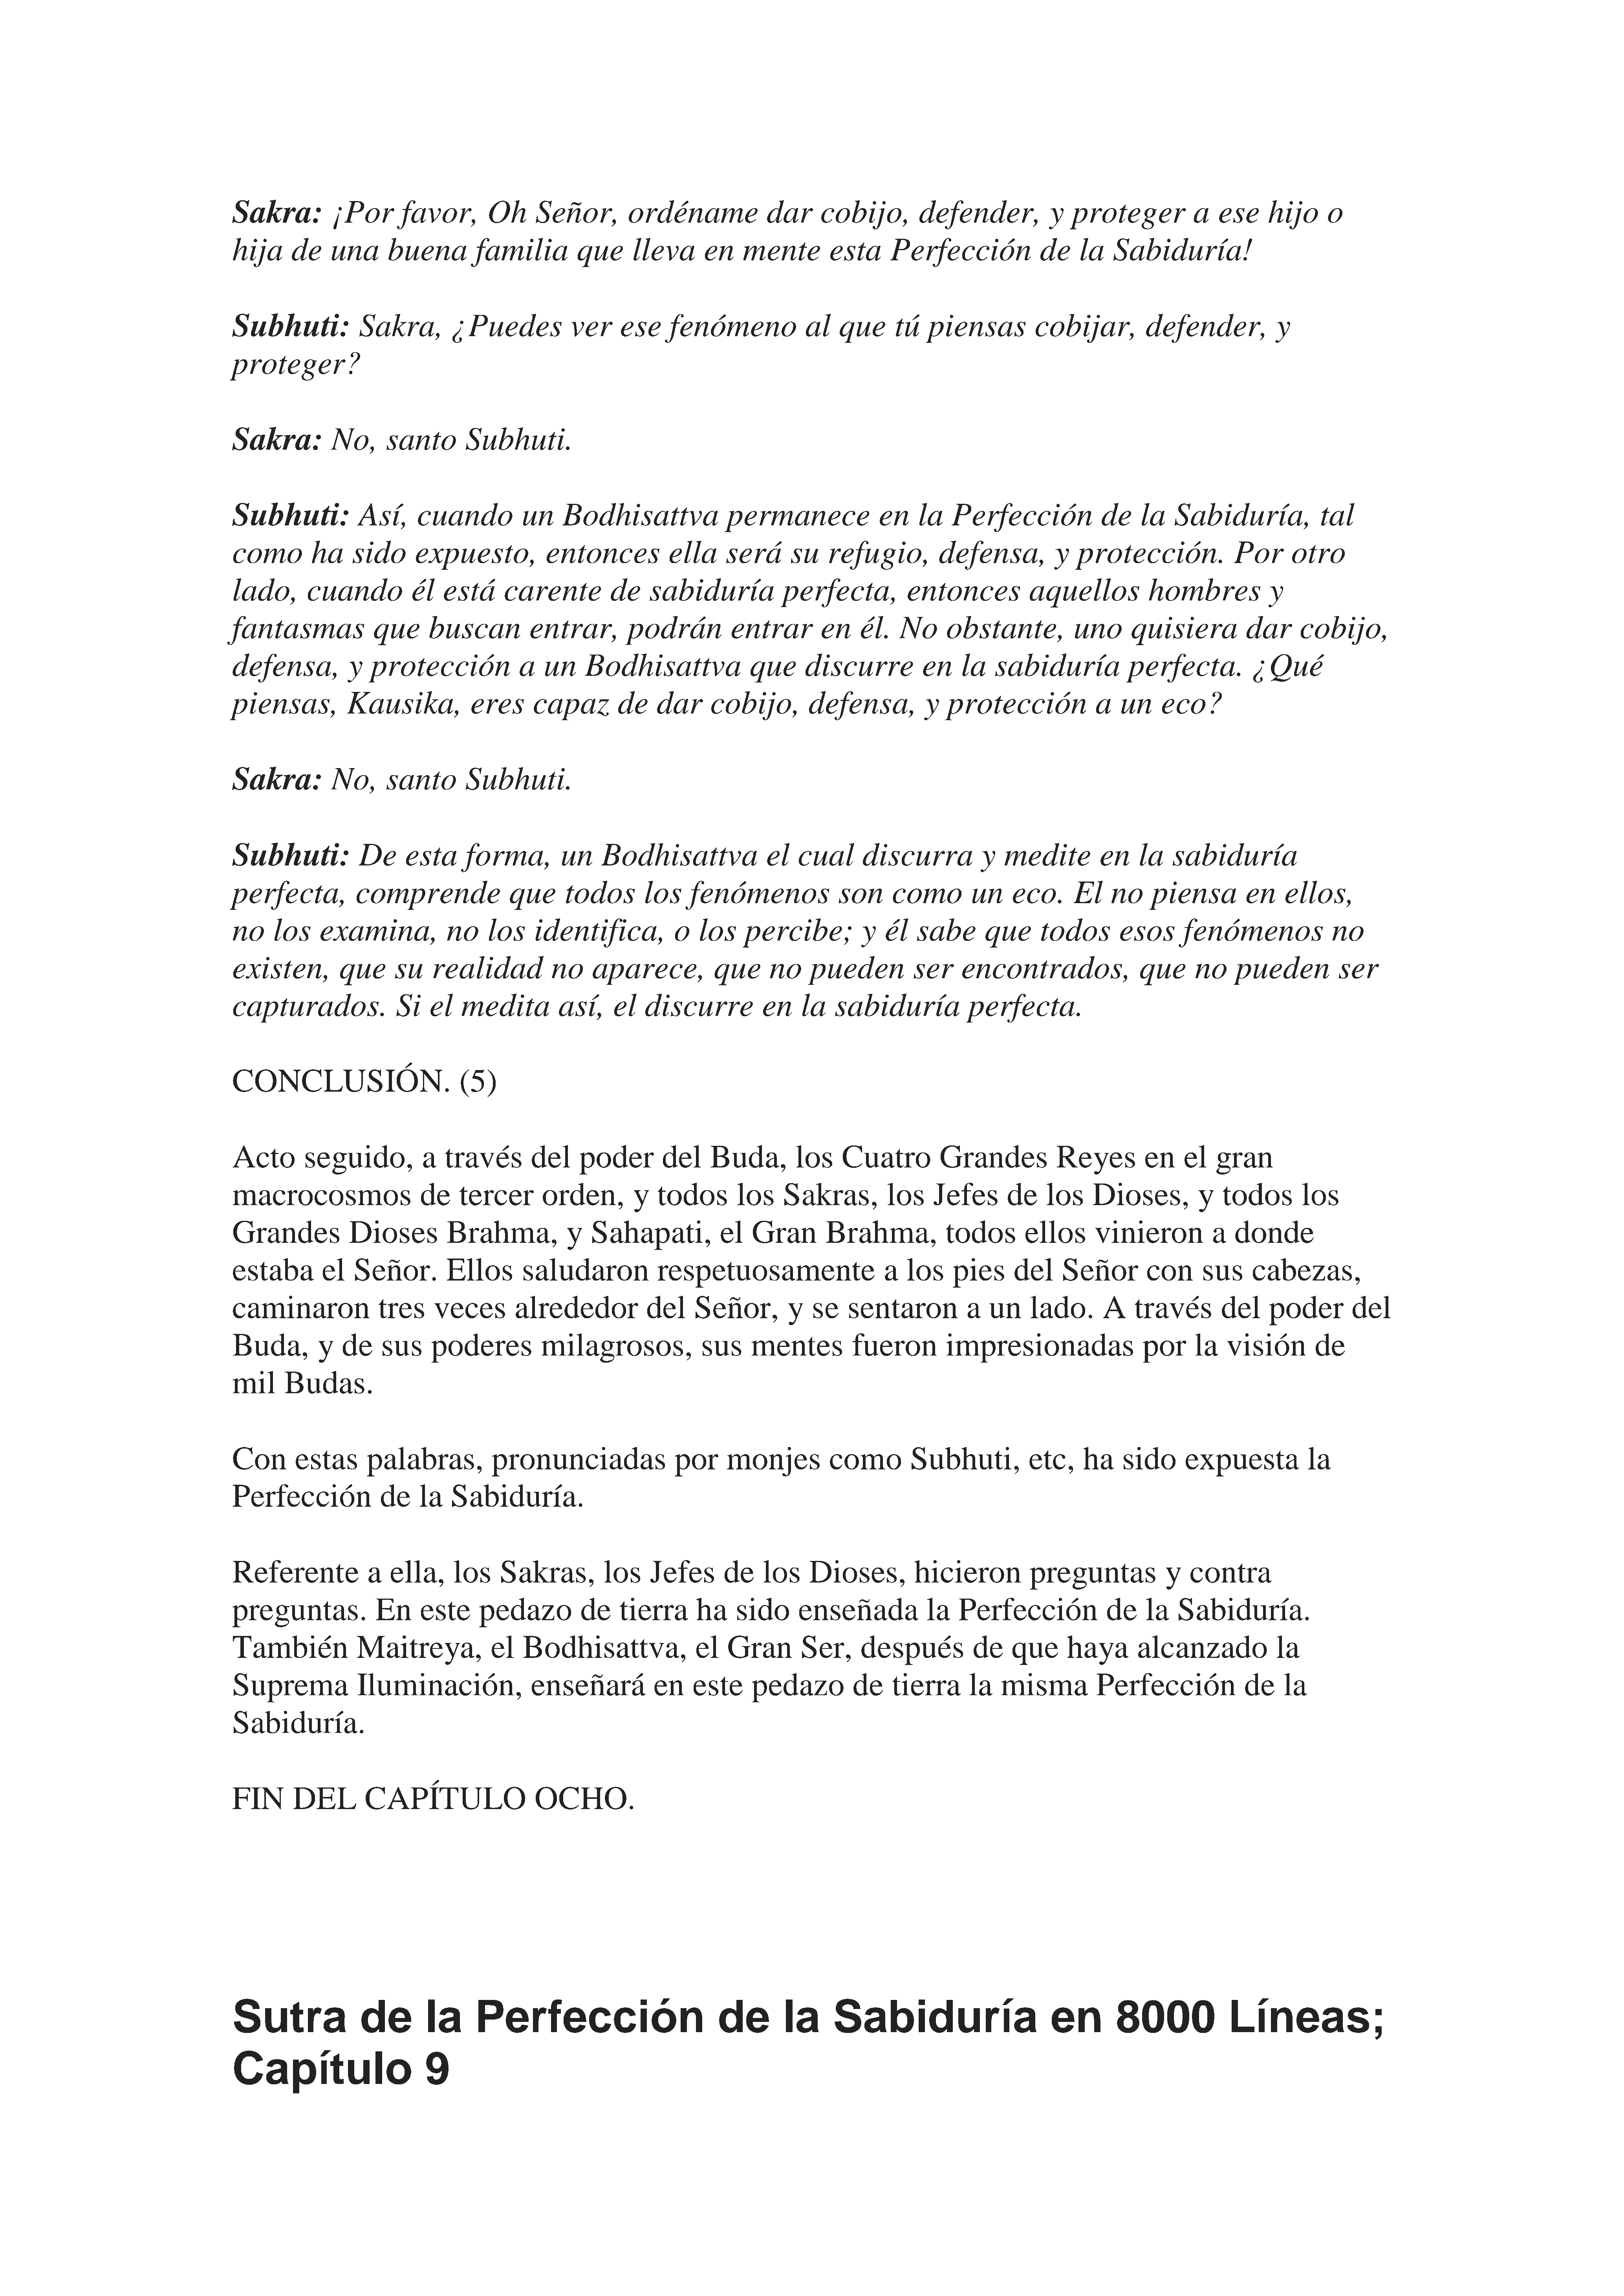 Sakra: ¡Por favor, Oh Señor, ordéname dar cobijo, defender, y proteger a ese hijo o
hija de una buena familia que lleva en mente esta Perfección de la Sabiduría!
Subhuti: Sakra, ¿Puedes ver ese fenómeno al que tú piensas cobijar, defender, y
proteger?
Sakra: No, santo Subhuti.
Subhuti: Así, cuando un Bodhisattva permanece en la Perfección de la Sabiduría, tal
como ha sido expuesto, entonces ella será su refugio, defensa, y protección. Por otro
lado, cuando él está carente de sabiduría perfecta, entonces aquellos hombres y
fantasmas que buscan entrar, podrán entrar en él. No obstante, uno quisiera dar cobijo,
defensa, y protección a un Bodhisattva que discurre en la sabiduría perfecta. ¿Qué
piensas, Kausika, eres capaz de dar cobijo, defensa, y protección a un eco?
Sakra: No, santo Subhuti.
Subhuti: De esta forma, un Bodhisattva el cual discurra y medite en la sabiduría
perfecta, comprende que todos los fenómenos son como un eco. El no piensa en ellos,
no los examina, no los identifica, o los percibe; y él sabe que todos esos fenómenos no
existen, que su realidad no aparece, que no pueden ser encontrados, que no pueden ser
capturados. Si el medita así, el discurre en la sabiduría perfecta.
CONCLUSIÓN. (5)
Acto seguido, a través del poder del Buda, los Cuatro Grandes Reyes en el gran
macrocosmos de tercer orden, y todos los Sakras, los Jefes de los Dioses, y todos los
Grandes Dioses Brahma, y Sahapati, el Gran Brahma, todos ellos vinieron a donde
estaba el Señor. Ellos saludaron respetuosamente a los pies del Señor con sus cabezas,
caminaron tres veces alrededor del Señor, y se sentaron a un lado. A través del poder del
Buda, y de sus poderes milagrosos, sus mentes fueron impresionadas por la visión de
mil Budas.
Con estas palabras, pronunciadas por monjes como Subhuti, etc, ha sido expuesta la
Perfección de la Sabiduría.
Referente a ella, los Sakras, los Jefes de los Dioses, hicieron preguntas y contra
preguntas. En este pedazo de tierra ha sido enseñada la Perfección de la Sabiduría.
También Maitreya, el Bodhisattva, el Gran Ser, después de que haya alcanzado la
Suprema Iluminación, enseñará en este pedazo de tierra la misma Perfección de la
Sabiduría.
FIN DEL CAPÍTULO OCHO.
Sutra de la Perfección de la Sabiduría en 8000 Líneas;
Capítulo 9